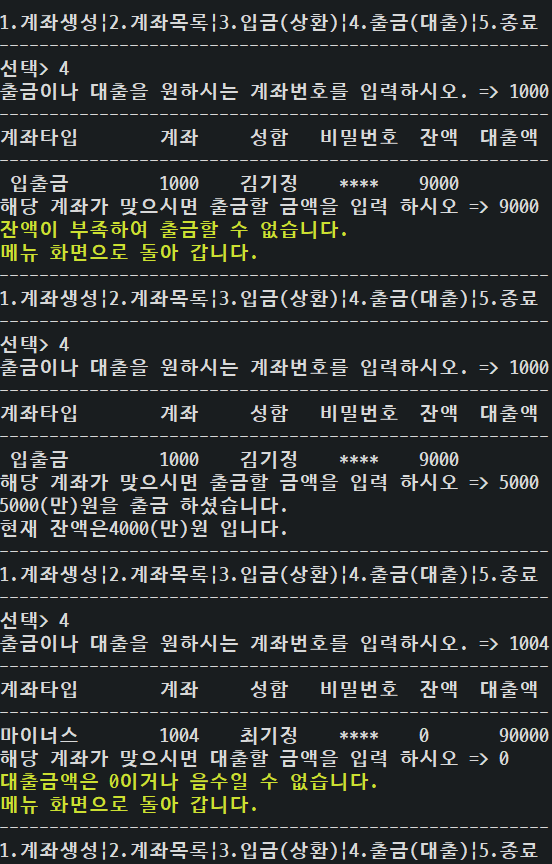 1.계좌생성¦2.계좌목록¦3.입금(상환)¦4.출금(대출)¦5.종료
-------------------------------------------------------
선택> 4
출금이나 대출을 원하시는 계좌번호를 입력하시오. => 1000
-------------------------------------------------------
계좌타입 계좌 성함 비밀번호 잔액 대출액
-------------------------------------------------------
입출금 1000 김기정 **** 9000
해당 계좌가 맞으시면 출금할 금액을 입력 하시오 => 9000
잔액이 부족하여 출금할 수 없습니다.
메뉴 화면으로 돌아 갑니다.
-------------------------------------------------------
1.계좌생성¦2.계좌목록¦3.입금(상환)¦4.출금(대출)¦5.종료
-------------------------------------------------------
선택> 4
출금이나 대출을 원하시는 계좌번호를 입력하시오. => 1000
-------------------------------------------------------
계좌타입 계좌 성함 비밀번호 잔액 대출액
-------------------------------------------------------
입출금 1000 김기정 **** 9000
해당 계좌가 맞으시면 출금할 금액을 입력 하시오 => 5000
5000(만)원을 출금 하셨습니다.
현재 잔액은4000(만)원 입니다.
-------------------------------------------------------
1.계좌생성¦2.계좌목록¦3.입금(상환)¦4.출금(대출)¦5.종료
-------------------------------------------------------
선택> 4
출금이나 대출을 원하시는 계좌번호를 입력하시오. => 1004
-------------------------------------------------------
계좌타입 계좌 성함 비밀번호 잔액 대출액
-------------------------------------------------------
마이너스 1004 최기정 **** 0 90000
해당 계좌가 맞으시면 대출할 금액을 입력 하시오 => 0
대출금액은 0이거나 음수일 수 없습니다.
메뉴 화면으로 돌아 갑니다.
-------------------------------------------------------
1.계좌생성¦2.계좌목록¦3.입금(상환)¦4.출금(대출)¦5.종료